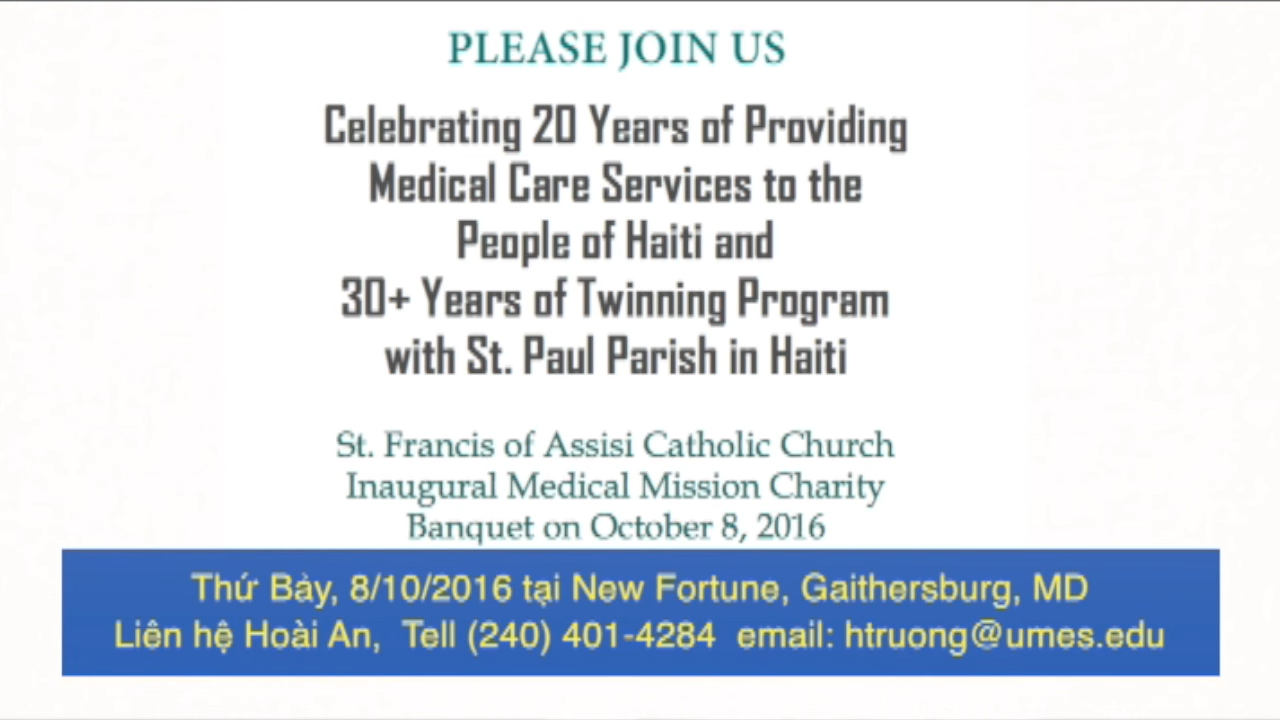 PLEASE JOIN US
Celebrating 20 Years of Providing
Medical Care Services to the
People of Haiti and
30+ Years of Twinning Program
with St. Paul Parish in Haiti
St. Francis of Assisi Catholic Church
Inaugural Medical Mission Charity
Banquet on October 8, 2016
Thứ Bảy, 8/10/2016 tại New Fortune, Gaithersburg, MD
Liên hệ Hoài An, Tell (240) 401-4284 email: htruong@umes.edu